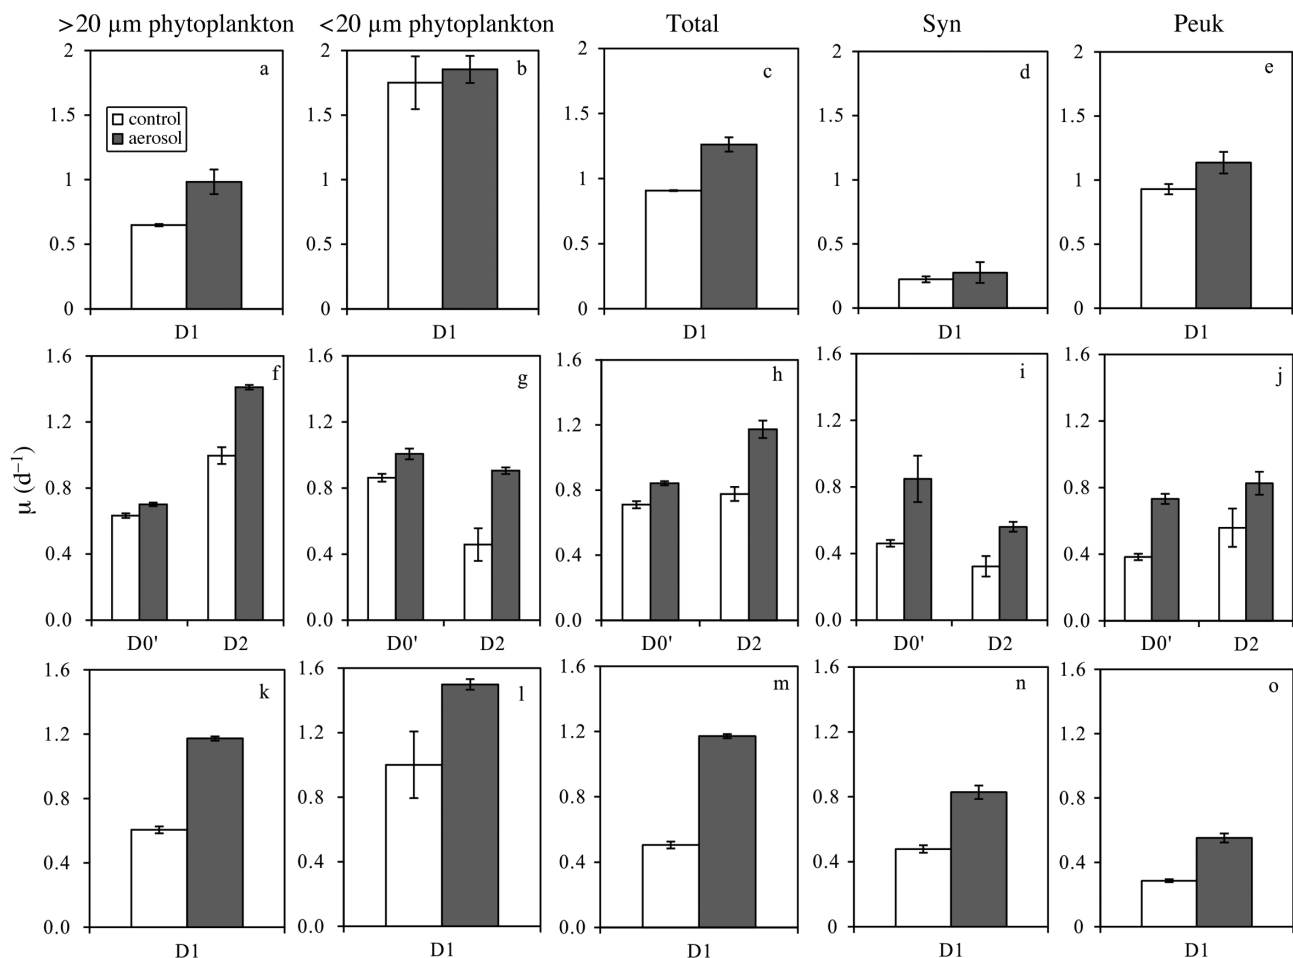 >20 µm phytoplankton <20 µm phytoplankton Total Syn Peuk
2 2 2 2 2
a b c d e
control
aerosol
1.5 1.5 1.5 1.5 1.5
1 1 1 1 1
0.5 0.5 0.5 0.5 0.5
0 0 0 0 0
D1 D1 D1 D1 D1
µ (d⁻¹)
1.6 1.6 1.6 1.6 1.6
f g h i j
1.2 1.2 1.2 1.2 1.2
0.8 0.8 0.8 0.8 0.8
0.4 0.4 0.4 0.4 0.4
0.0 0.0 0.0 0.0 0.0
D0' D2 D0' D2 D0' D2 D0' D2 D0' D2
1.6 1.6 1.6 1.6 1.6
k l m n o
1.2 1.2 1.2 1.2 1.2
0.8 0.8 0.8 0.8 0.8
0.4 0.4 0.4 0.4 0.4
0.0 0.0 0.0 0 0
D1 D1 D1 D1 D1